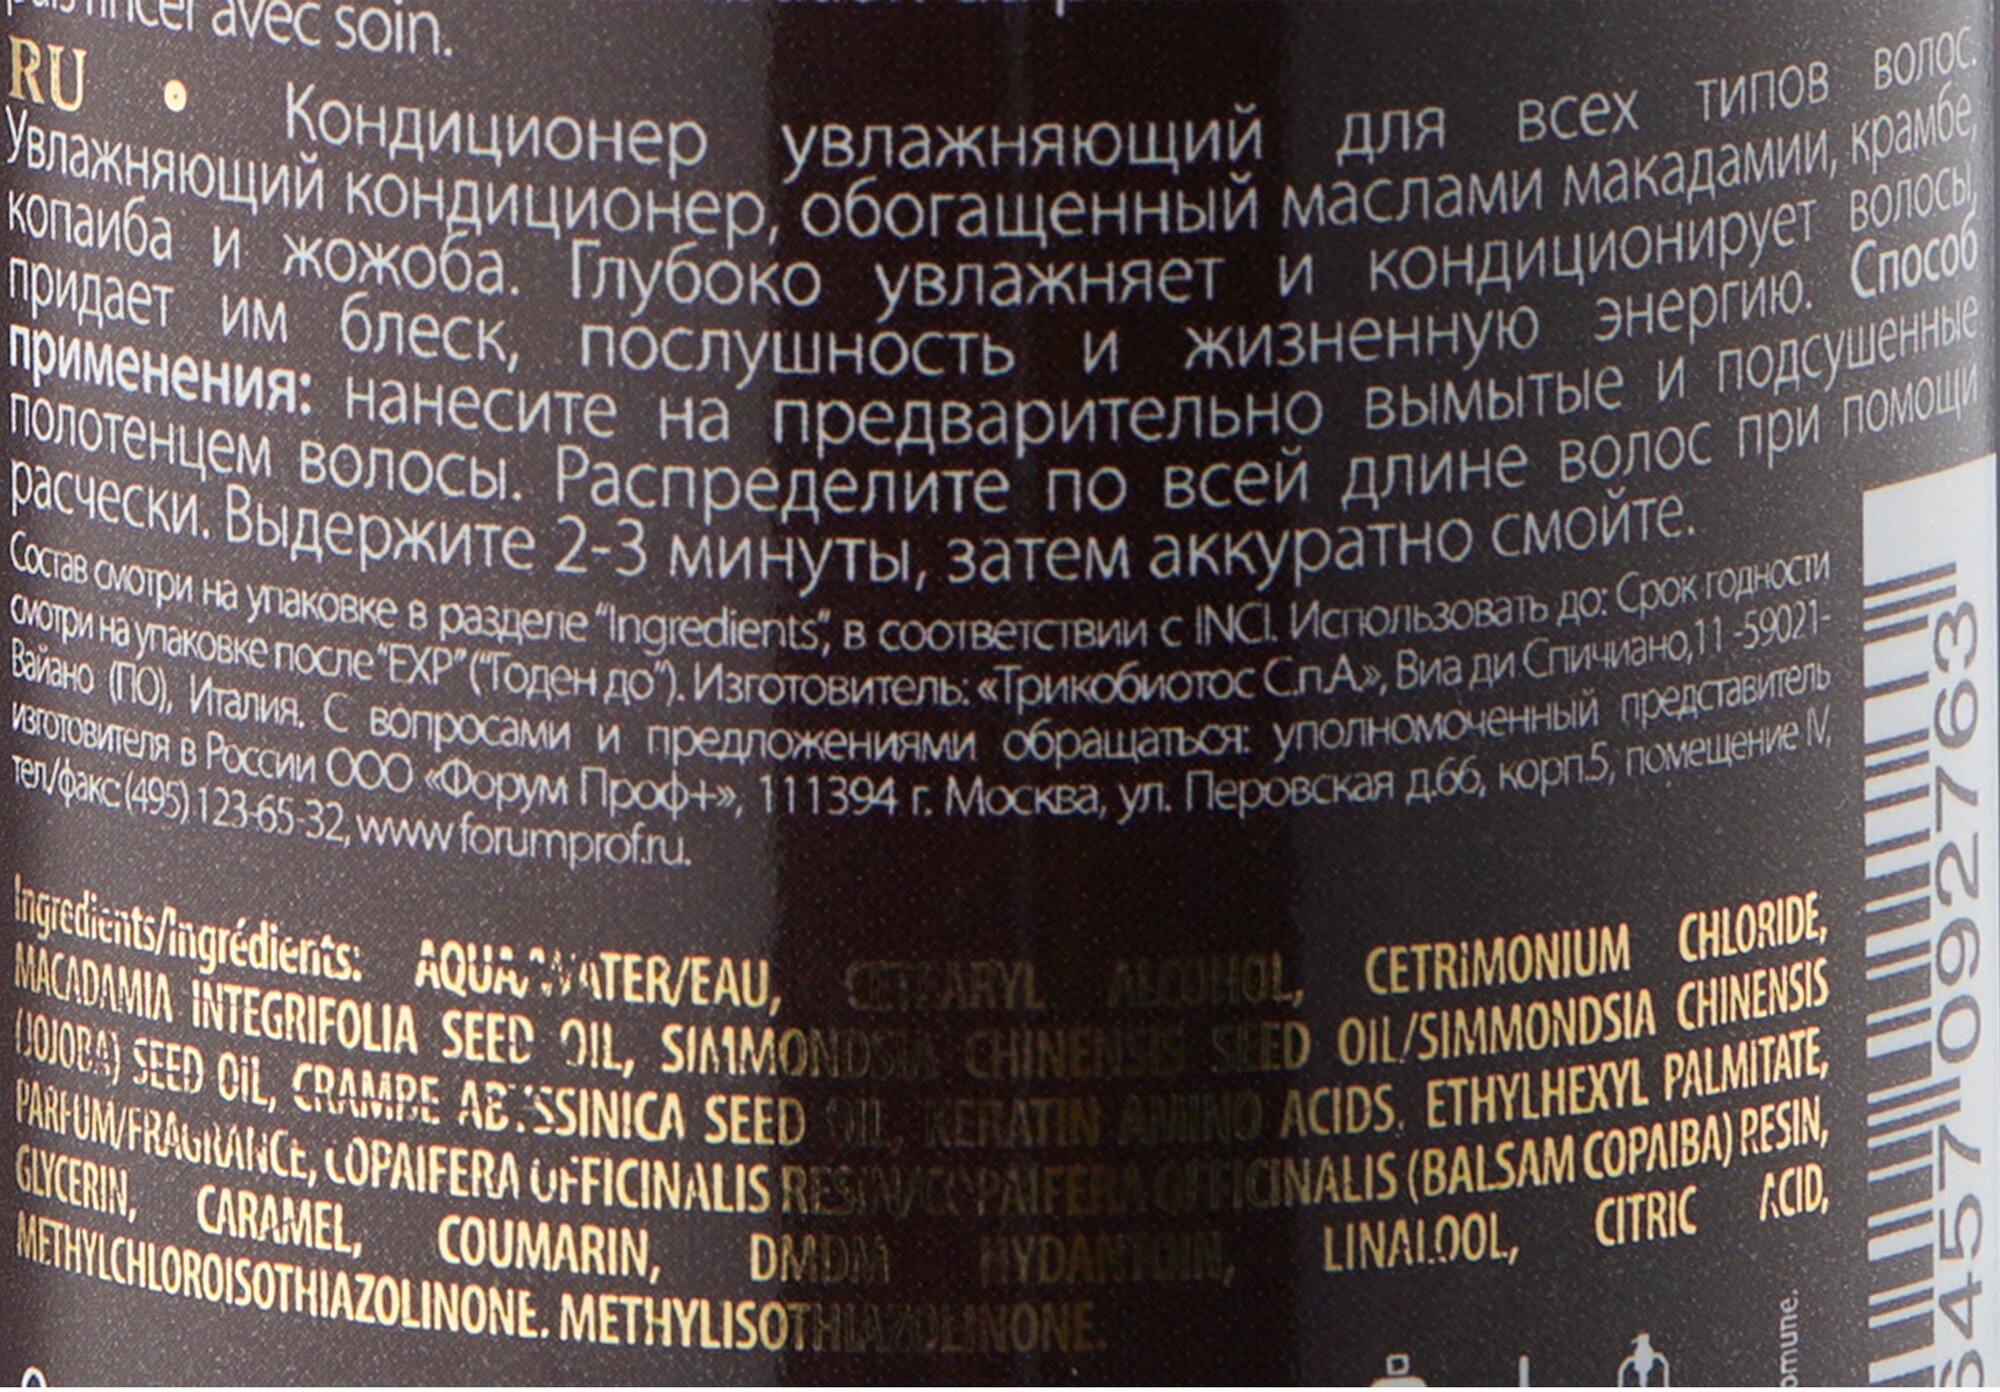 avec soin.
RU • Кондиционер увлажняющий для всех типов волос.
Увлажняющий кондиционер, обогащенный маслами макадамии, крамбе,
копаиба и жожоба. Глубоко увлажняет и кондиционирует волосы,
придает им блеск, послушность и жизненную энергию. Способ
применения: нанесите на предварительно вымытые и подсушенные
полотенцем волосы. Распределите по всей длине волос при помощи
расчески. Выдержите 2-3 минуты, затем аккуратно смойте.
Состав смотри на упаковке в разделе "Ingredients", в соответствии с INCI. Использовать до: Срок годности
смотри на упаковке после "EXP" ("Годен до"). Изготовитель: «Трикобиотос С.п.А.», Виа ди Спичиано,11 -59021-
Вайано (ПО), Италия. С вопросами и предложениями обращаться: уполномоченный представитель
изготовителя в России ООО «Форум Проф+», 111394 г. Москва, ул. Перовская д.66, корп.5, помещение IV,
тел/факс (495) 123-65-32, www forumprof.ru.
Ingredients/Ingrédients: AQUA/WATER/EAU, CETEARYL ALCOHOL, CETRIMONIUM CHLORIDE,
MACADAMIA INTEGRIFOLIA SEED OIL, SIMMONDSIA CHINENSIS SEED OIL/SIMMONDSIA CHINENSIS
(JOJOBA) SEED OIL, CRAMBE ABYSSINICA SEED OIL, KERATIN AMINO ACIDS. ETHYLHEXYL PALMITATE,
PARFUM/FRAGRANCE, COPAIFERA OFFICINALIS RESIN/COPAIFERA OFFICINALIS (BALSAM COPAIBA) RESIN,
GLYCERIN, CARAMEL, COUMARIN, DMDM HYDANTOIN, LINALOOL, CITRIC ACID,
METHYLCHLOROISOTHIAZOLINONE. METHYLISOTHIAZOLINONE.
omune.
6457 092763